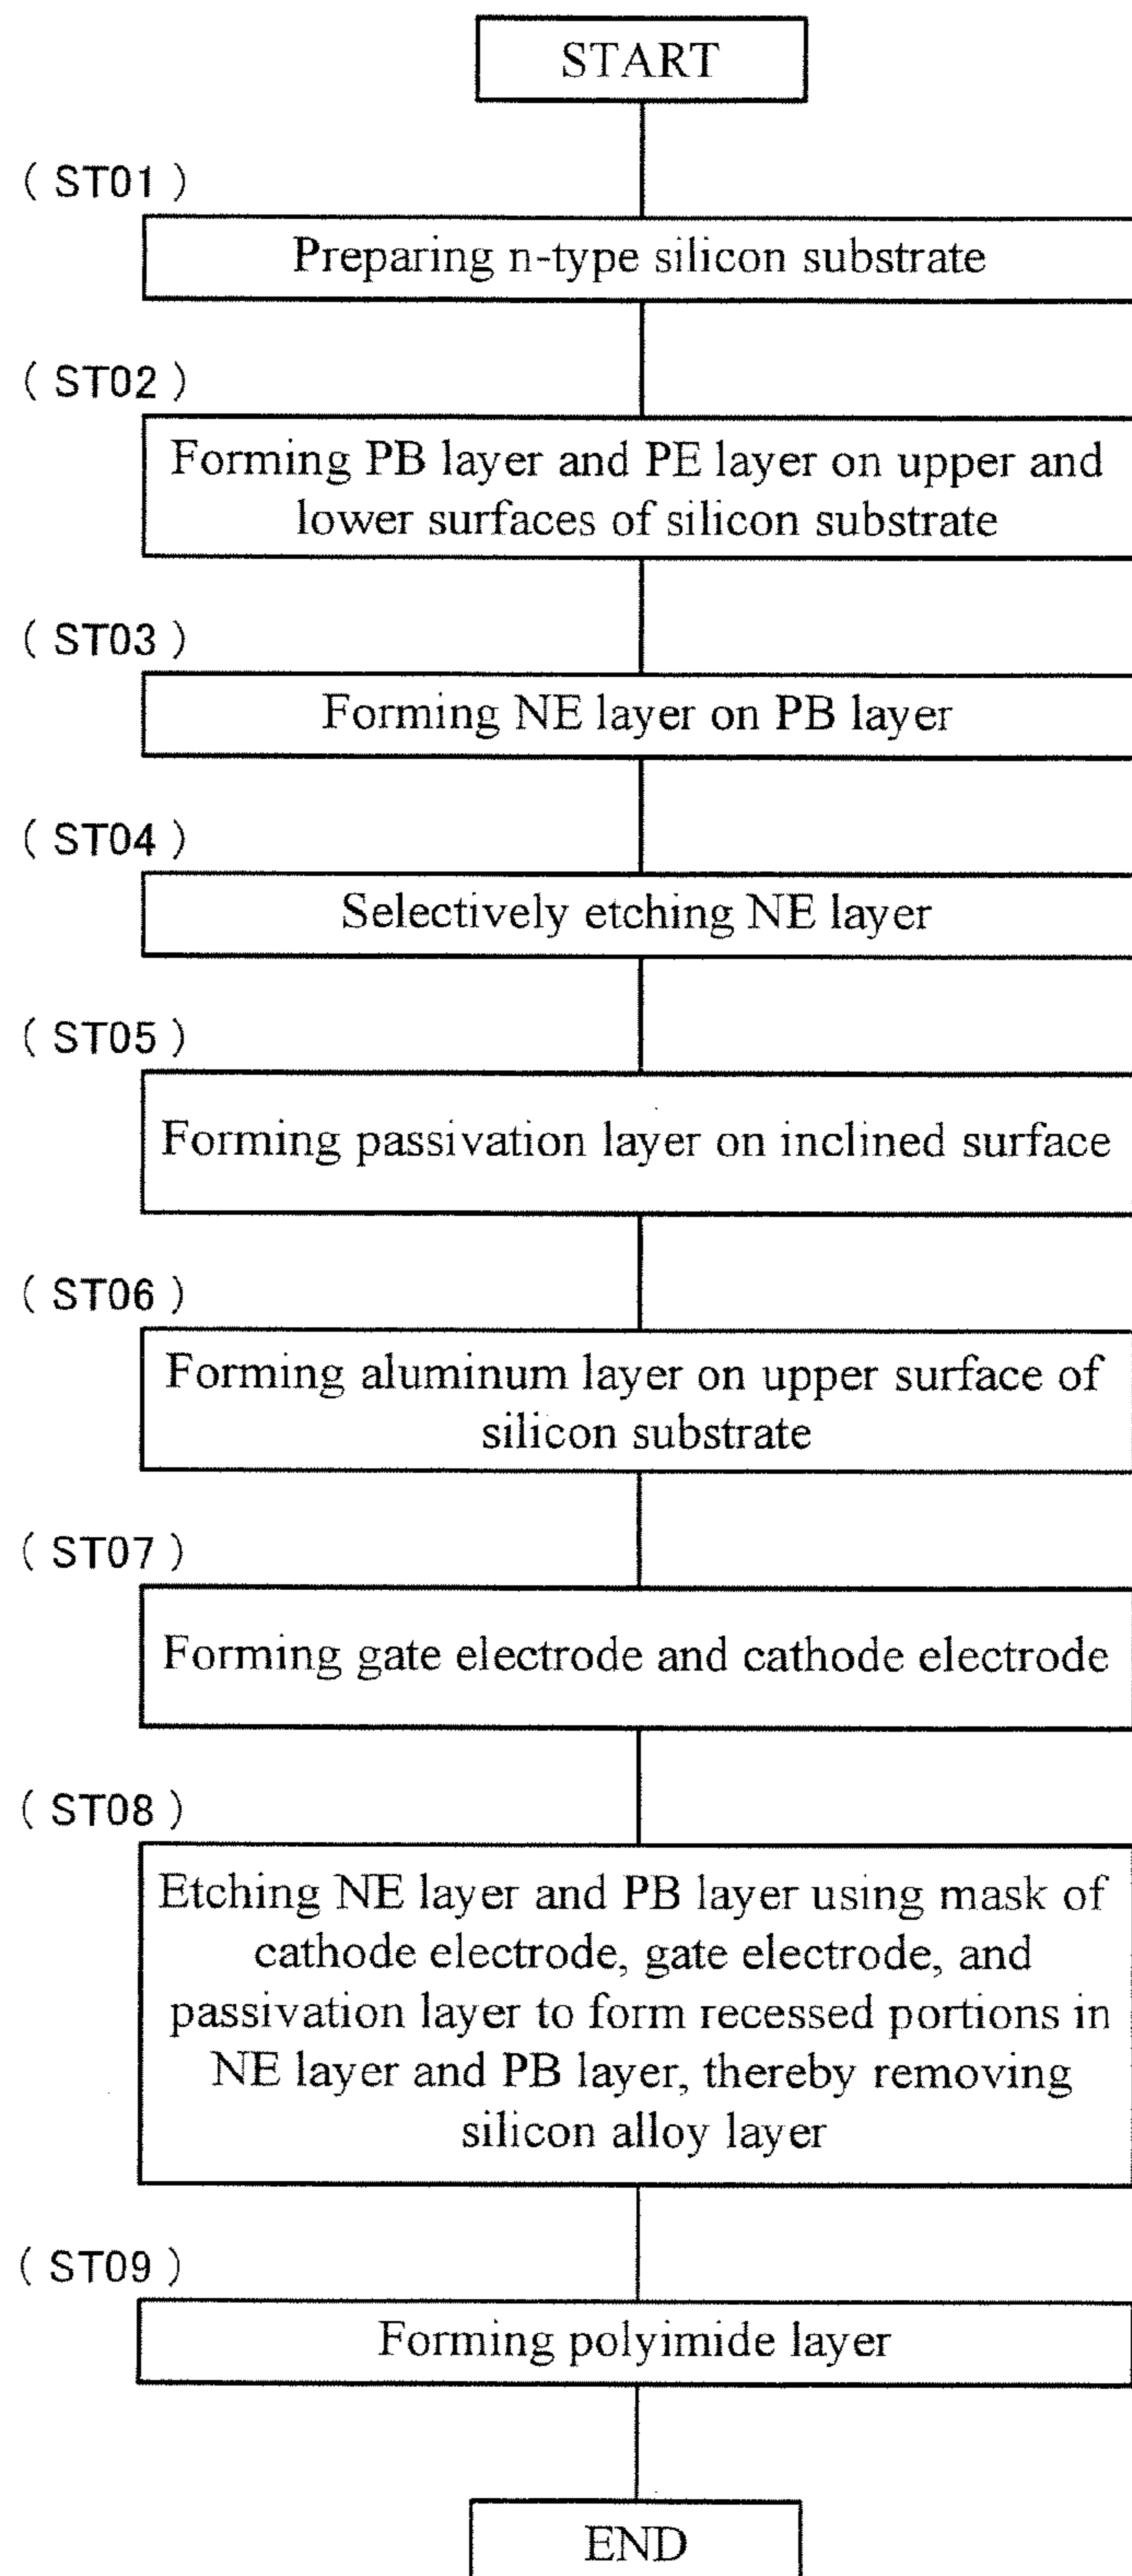 START
( ST01 )
Preparing n-type silicon substrate
( ST02 )
Forming PB layer and PE layer on upper and
lower surfaces of silicon substrate
( ST03 )
Forming NE layer on PB layer
( ST04 )
Selectively etching NE layer
( ST05 )
Forming passivation layer on inclined surface
( ST06 )
Forming aluminum layer on upper surface of
silicon substrate
( ST07 )
Forming gate electrode and cathode electrode
( ST08 )
Etching NE layer and PB layer using mask of
cathode electrode, gate electrode, and
passivation layer to form recessed portions in
NE layer and PB layer, thereby removing
silicon alloy layer
( ST09 )
Forming polyimide layer
END